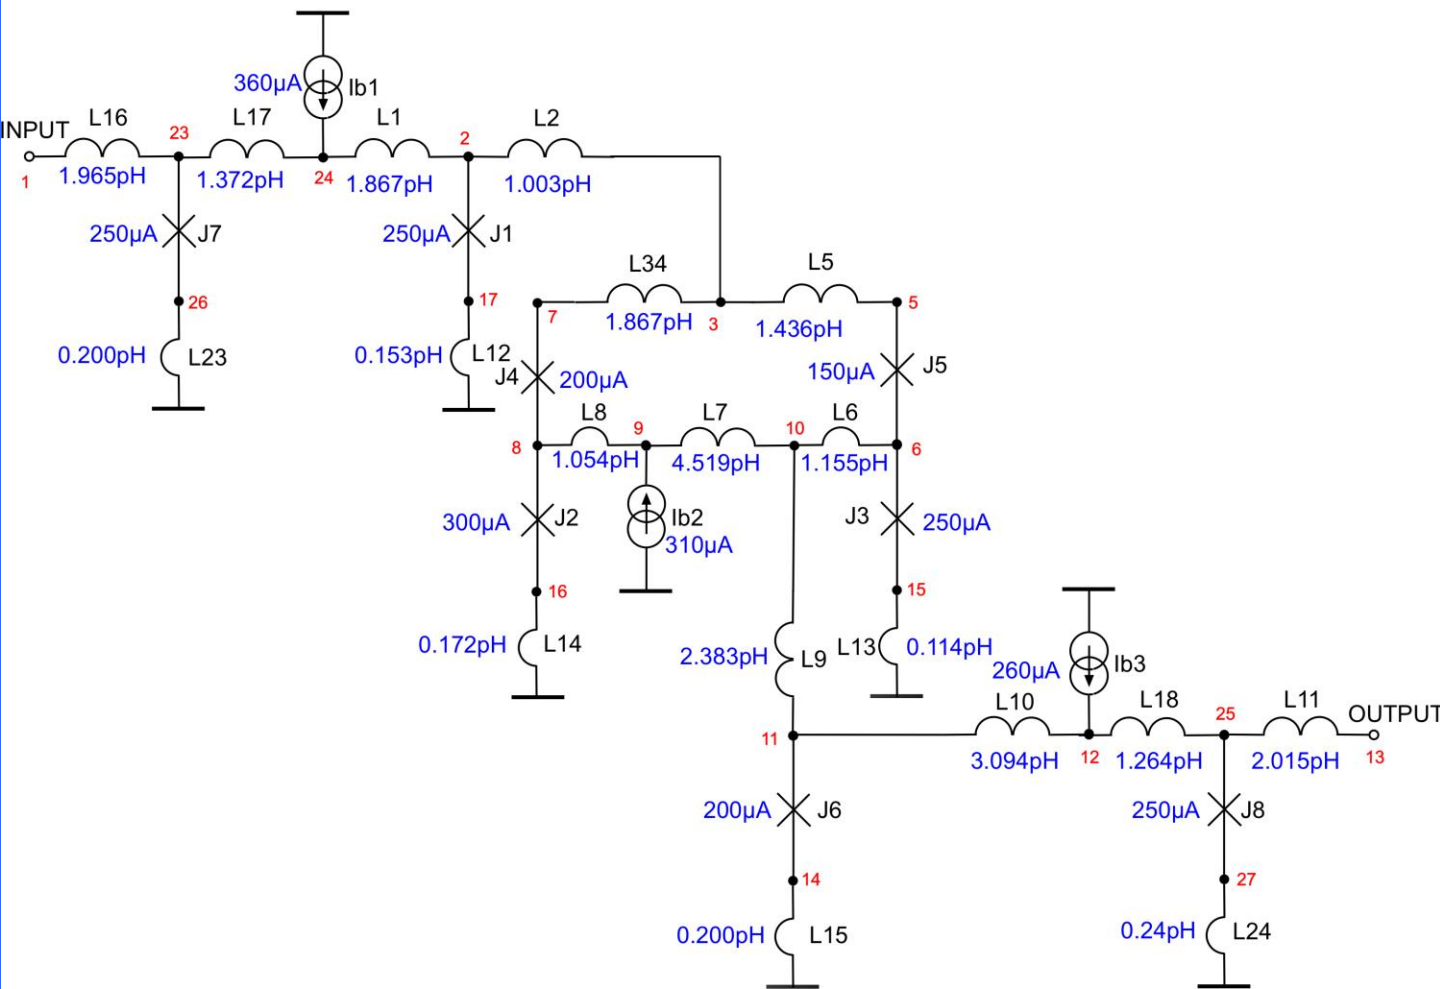 360µA Ib1
L16 L17 L1 L2
INPUT 23 2
1 1.965pH 1.372pH 24 1.867pH 1.003pH
250µA J7 250µA J1
L34 L5
26 17 7 1.867pH 3 1.436pH 5
0.200pH L23 0.153pH L12
J4 200µA 150µA J5
L8 9 L7 10 L6
8 1.054pH 4.519pH 1.155pH 6
300µA J2 Ib2 J3 250µA
310µA
16 15
0.172pH L14 2.383pH L9 L13 0.114pH
260µA Ib3
L10 L18 25 L11 OUTPUT
11 3.094pH 12 1.264pH 2.015pH 13
200µA J6 250µA J8
14 27
0.200pH L15 0.24pH L24